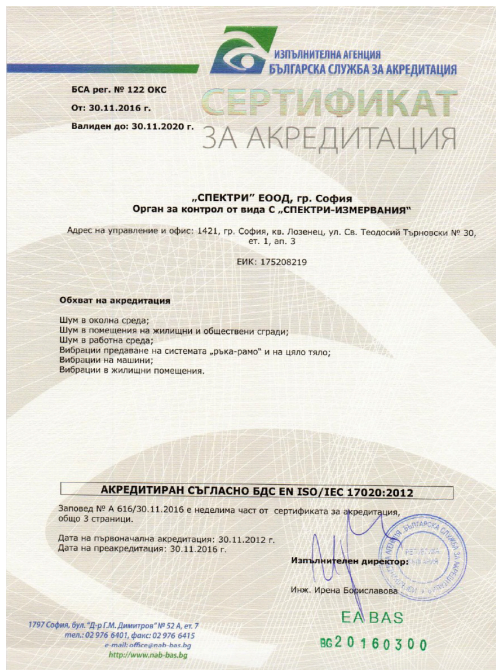 ИЗПЪЛНИТЕЛНА АГЕНЦИЯ
БЪЛГАРСКА СЛУЖБА ЗА АКРЕДИТАЦИЯ
БСА рег. № 122 ОКС
От: 30.11.2016 г.
Валиден до: 30.11.2020 г.
СЕРТИФИКАТ
ЗА АКРЕДИТАЦИЯ
„СПЕКТРИ" ЕООД, гр. София
Орган за контрол от вида С „СПЕКТРИ-ИЗМЕРВАНИЯ"
Адрес на управление и офис: 1421, гр. София, кв. Лозенец, ул. Св. Теодосий Търновски № 30,
ет. 1, ап. 3
ЕИК: 175208219
Обхват на акредитация
Шум в околна среда;
Шум в помещения на жилищни и обществени сгради;
Шум в работна среда;
Вибрации предаване на системата „ръка-рамо" и на цяло тяло;
Вибрации на машини;
Вибрации в жилищни помещения.
АКРЕДИТИРАН СЪГЛАСНО БДС EN ISO/IEC 17020:2012
Заповед № А 616/30.11.2016 е неделима част от сертификата за акредитация,
общо 3 страници.
Дата на първоначална акредитация: 30.11.2012 г.
Дата на преакредитация: 30.11.2016 г.
Изпълнителен директор:
Инж. Ирена Бориславова
1797 София, бул. "Д-р Г.М. Димитров" № 52 А, ет. 7
тел.: 02 976 6401, факс: 02 976 6415
e-mail: office@nab-bas.bg
http://www.nab-bas.bg
EA BAS
BG20160300